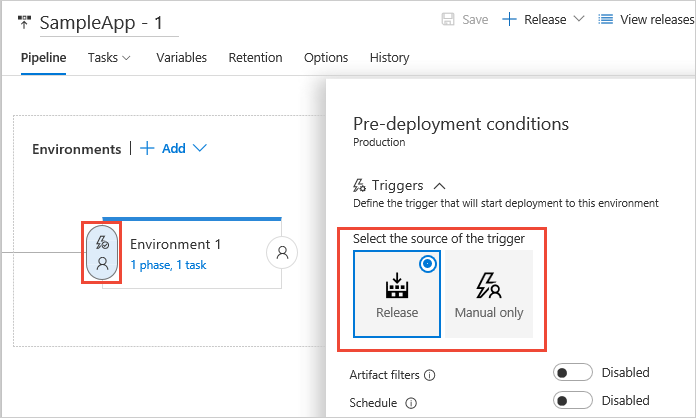 SampleApp - 1
Save
Release
View releases
Pipeline
Tasks
Variables
Retention
Options
History
Environments
Add
Environment 1
1 phase, 1 task
Pre-deployment conditions
Production
Triggers
Define the trigger that will start deployment to this environment
Select the source of the trigger
Release
Manual only
Artifact filters
Disabled
Schedule
Disabled